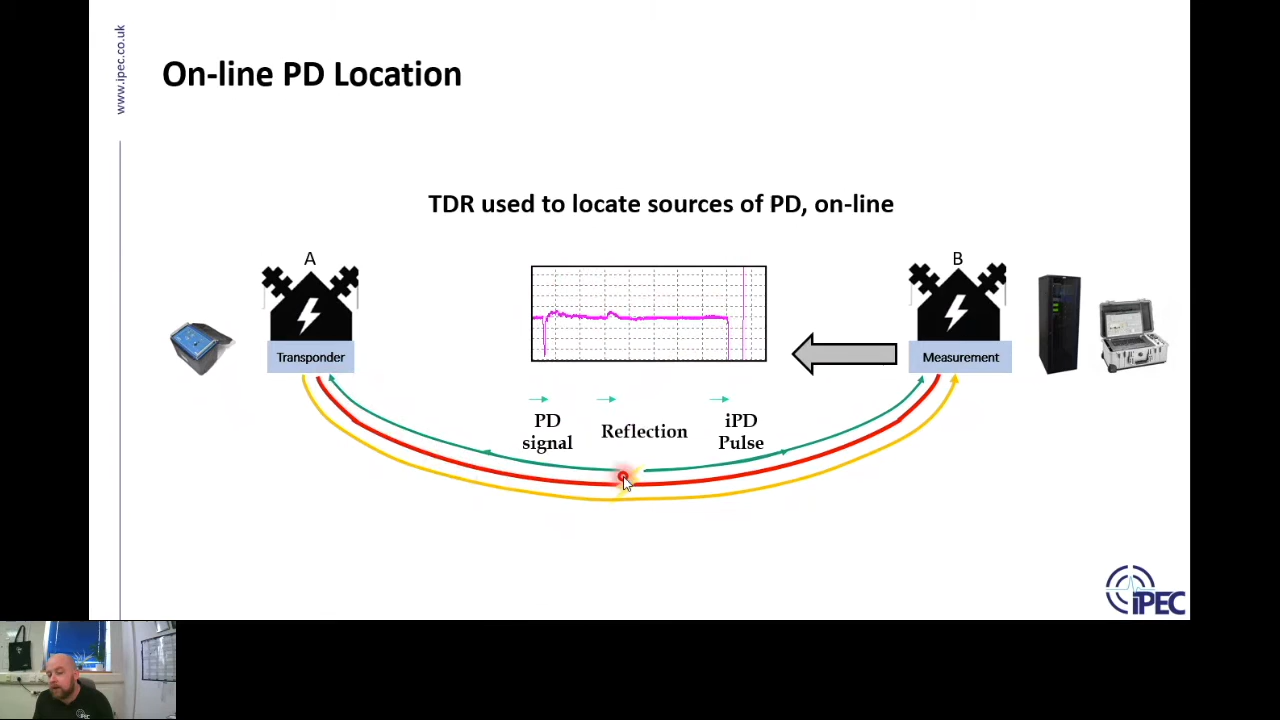 www.ipec.co.uk
On-line PD Location
TDR used to locate sources of PD, on-line
A
B
Transponder
Measurement
PD
signal
Reflection
iPD
Pulse
iPEC
iPEC